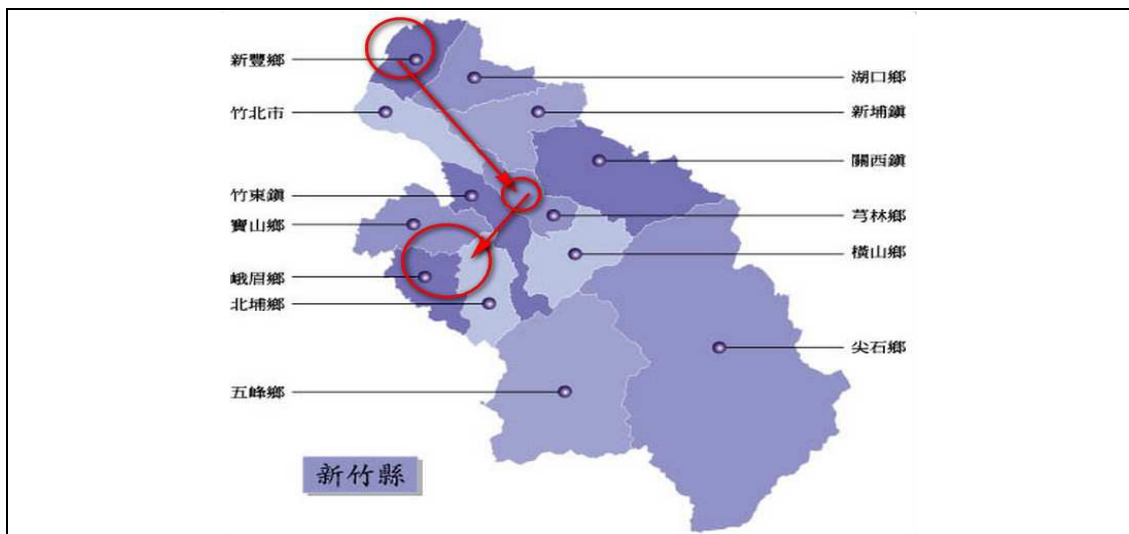 新豐鄉
湖口鄉
竹北市
新埔鎮
關西鎮
竹東鎮
芎林鄉
寶山鄉
橫山鄉
峨眉鄉
北埔鄉
尖石鄉
五峰鄉
新竹縣